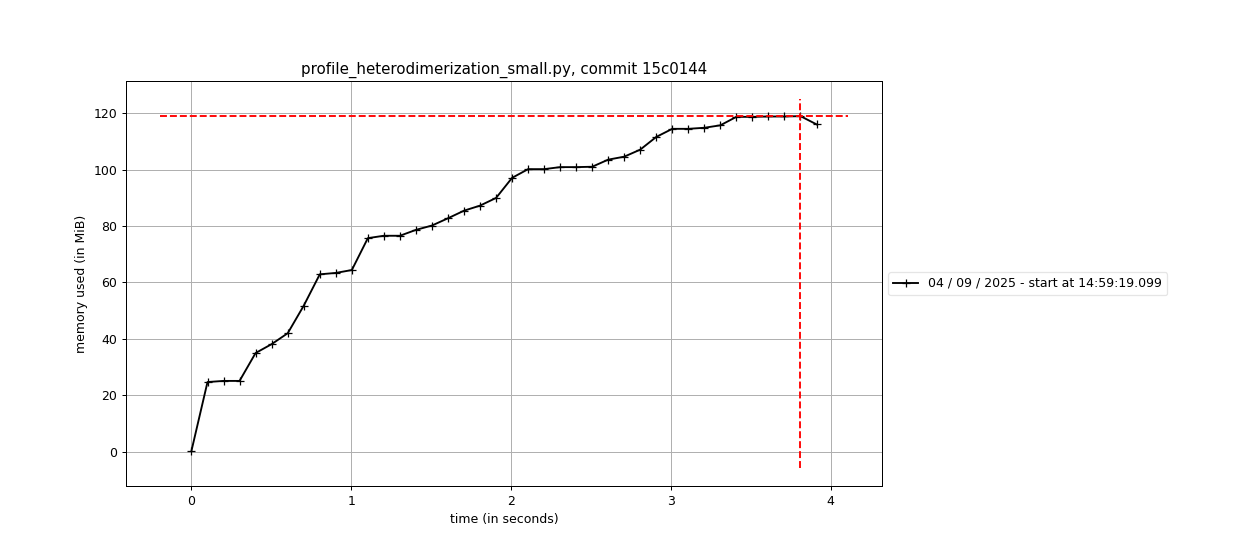 profile_heterodimerization_small.py, commit 15c0144
120
100
80
60
40
20
0
memory used (in MiB)
0 1 2 3 4
time (in seconds)
04 / 09 / 2025 - start at 14:59:19.099